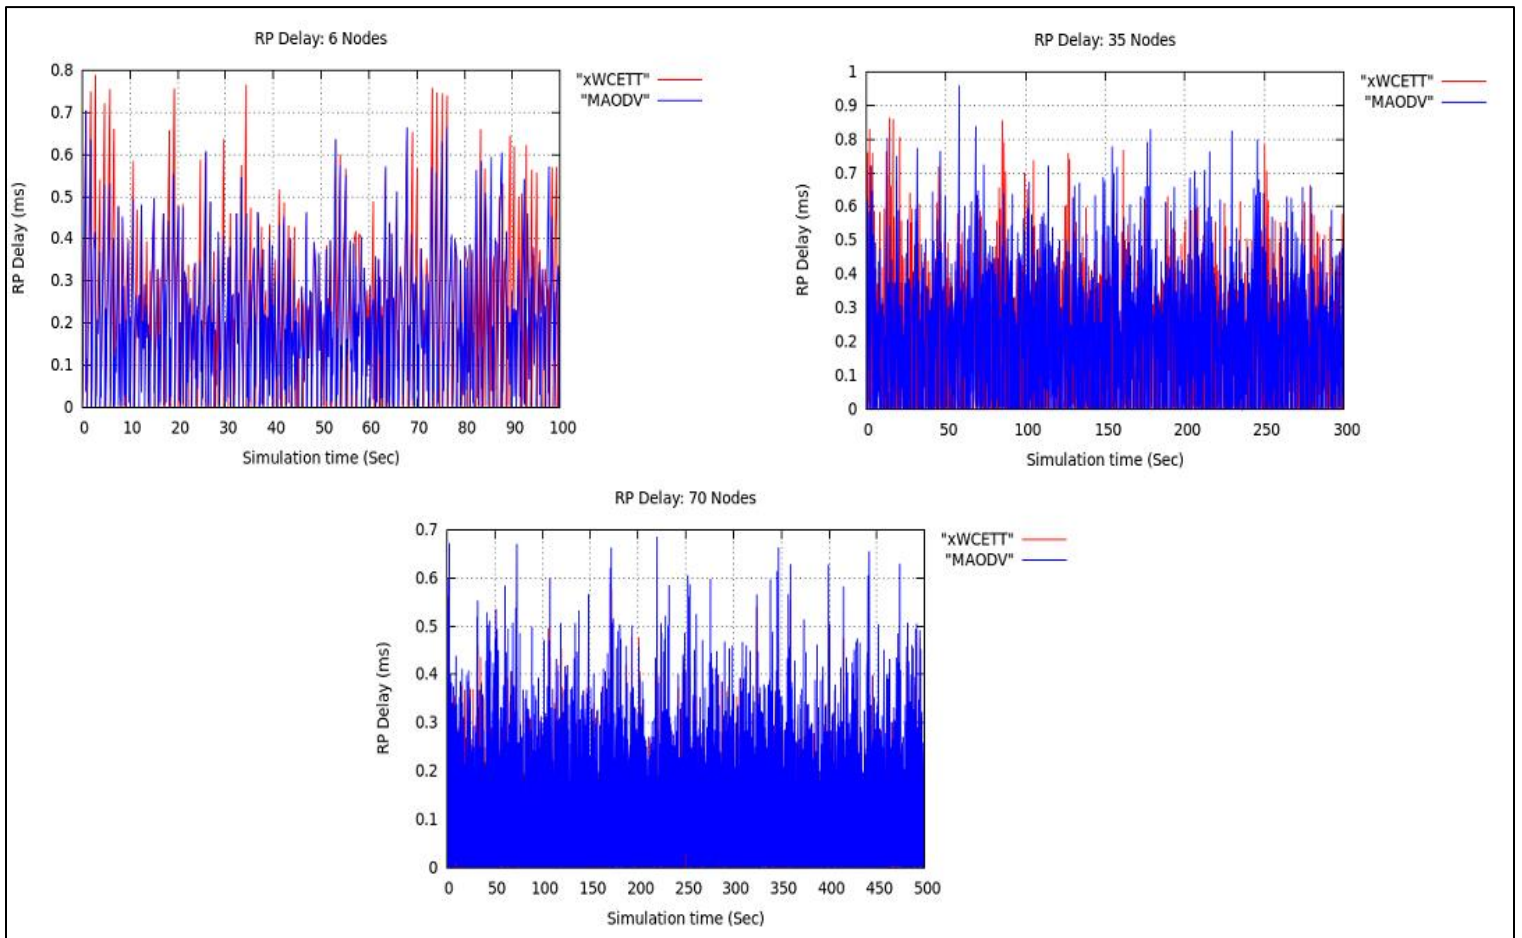 RP Delay: 6 Nodes
0.8
0.7
0.6
0.5
0.4
0.3
0.2
0.1
0
RP Delay (ms)
0 10 20 30 40 50 60 70 80 90 100
Simulation time (Sec)
"xWCETT"
"MAODV"
RP Delay: 35 Nodes
1
0.9
0.8
0.7
0.6
0.5
0.4
0.3
0.2
0.1
0
RP Delay (ms)
0 50 100 150 200 250 300
Simulation time (Sec)
"xWCETT"
"MAODV"
RP Delay: 70 Nodes
0.7
0.6
0.5
0.4
0.3
0.2
0.1
0
RP Delay (ms)
0 50 100 150 200 250 300 350 400 450 500
Simulation time (Sec)
"xWCETT"
"MAODV"